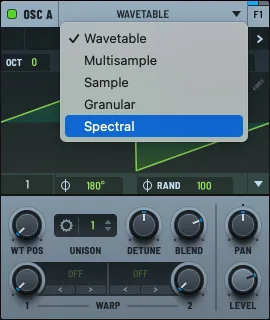 OSC A WAVETABLE F1
✓ Wavetable
Multisample
Sample
Granular
Spectral
OCT 0
1 180° RAND 100
1
WT POS UNISON DETUNE BLEND PAN
OFF OFF
< > < >
1 WARP 2 LEVEL